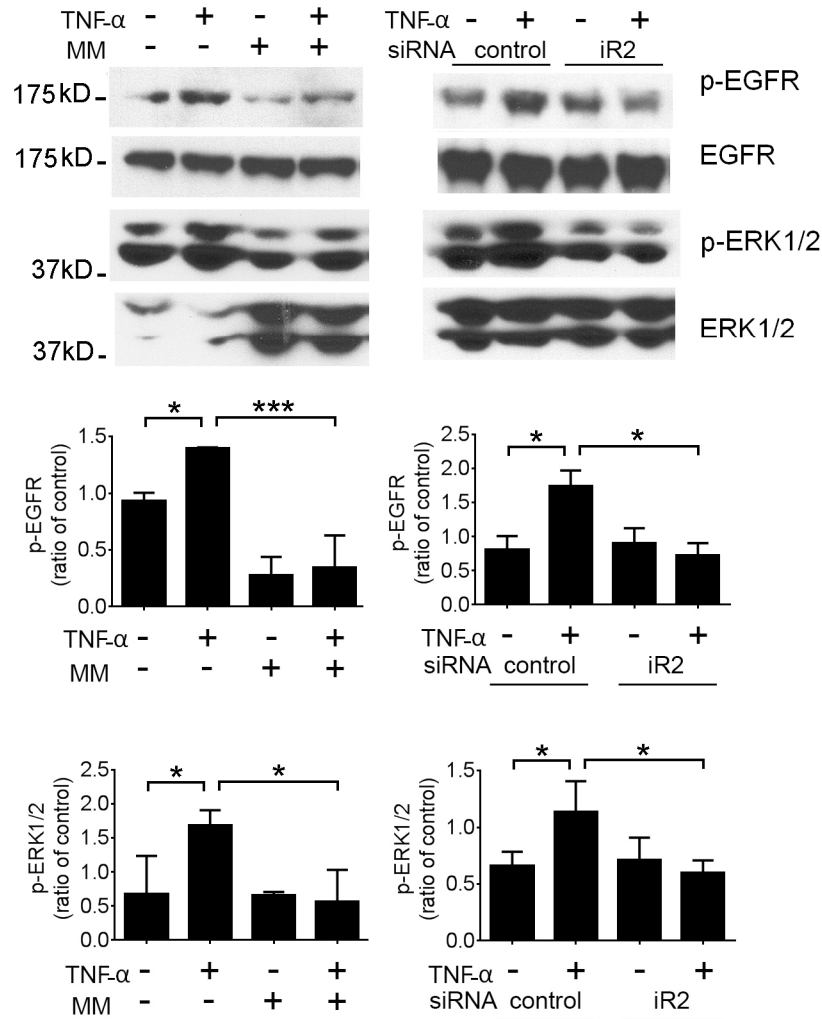 TNF-α - + - + TNF-α - + - +
MM - - + + siRNA control iR2
175kD p-EGFR
175kD EGFR
37kD p-ERK1/2
37kD ERK1/2
* *** * *
p-EGFR
(ratio of control)
1.5
1.0
0.5
0.0
TNF-α - + - +
MM - - + +
p-EGFR
(ratio of control)
2.5
2.0
1.5
1.0
0.5
0.0
TNF-α - + - +
siRNA control iR2
* * * *
p-ERK1/2
(ratio of control)
2.5
2.0
1.5
1.0
0.5
0.0
TNF-α - + - +
MM - - + +
p-ERK1/2
(ratio of control)
1.5
1.0
0.5
0.0
TNF-α - + - +
siRNA control iR2